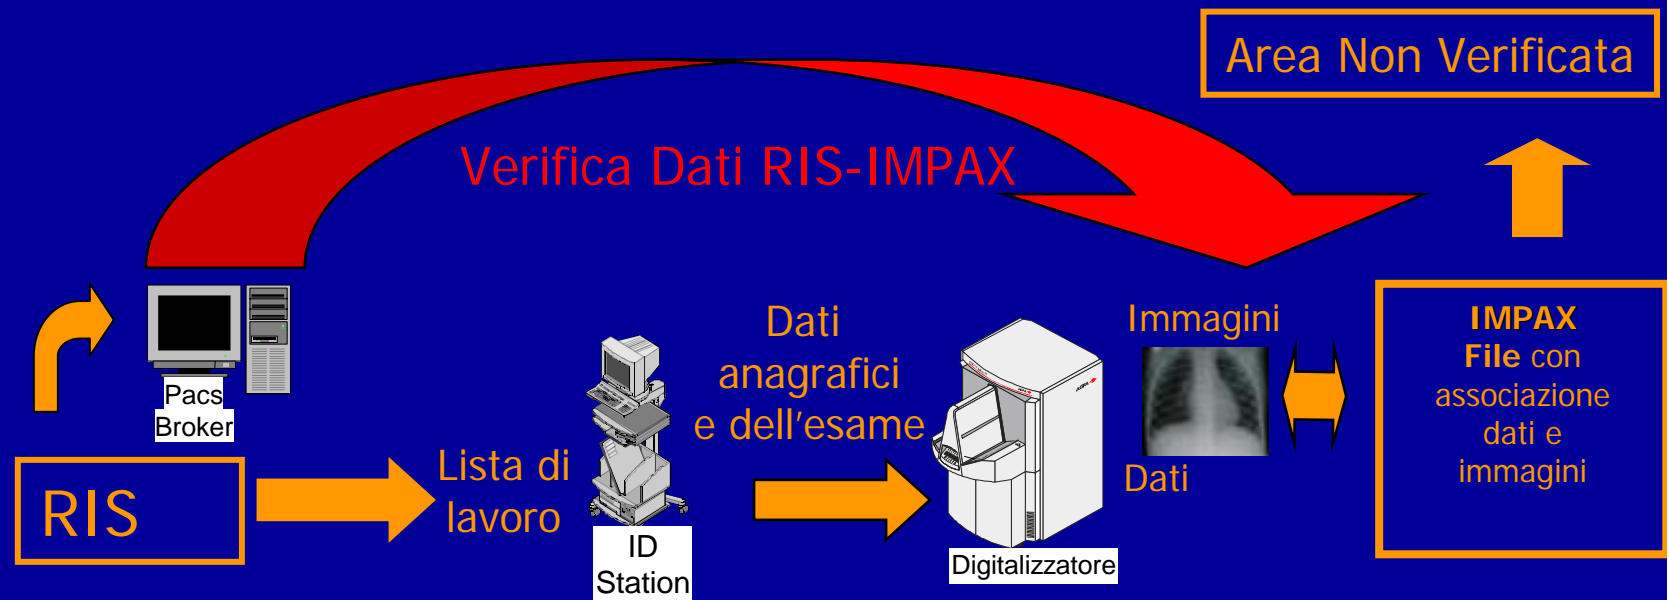 Area Non Verificata
Verifica Dati RIS-IMPAX
Pacs
Broker
RIS
Lista di
lavoro
ID
Station
Dati
anagrafici
e dell'esame
AGFA
Digitalizzatore
Immagini
Dati
IMPAX
File con
associazione
dati e
immagini